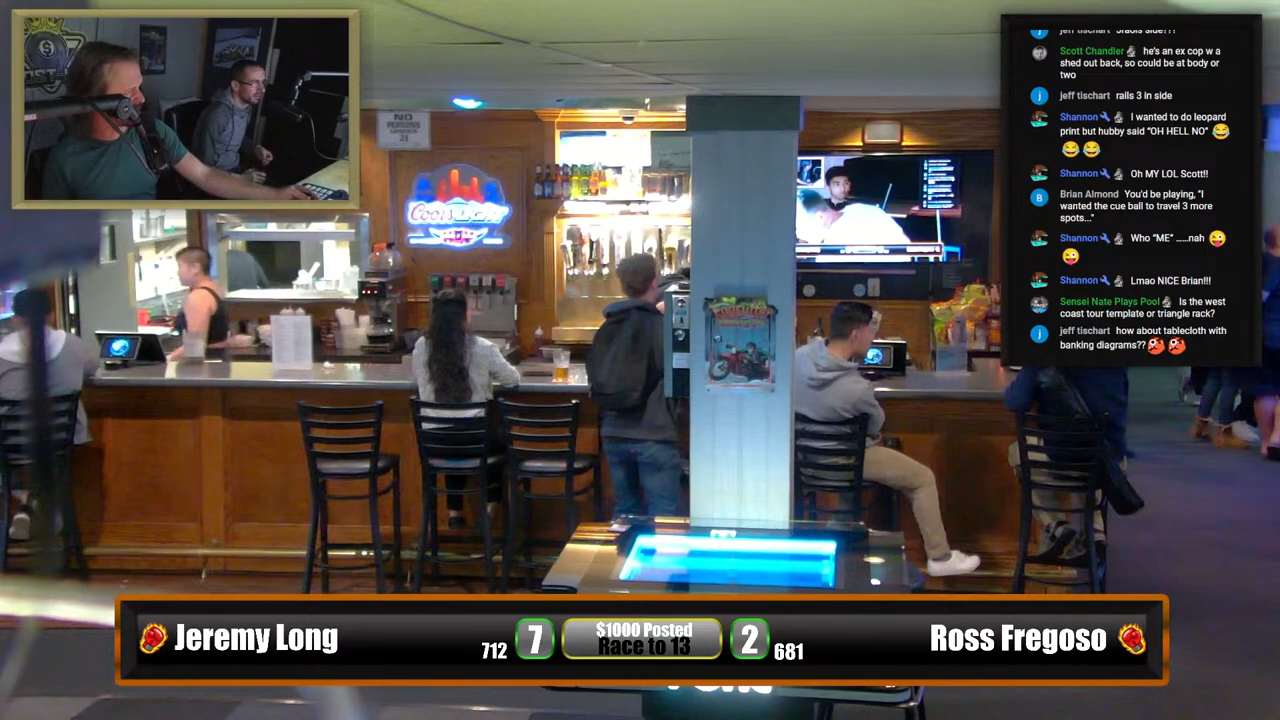 NO
PERSONS
UNDER
21
Coors Light
jeff tischart
Scott Chandler he's an ex cop w a
shed out back, so could be at body or
two
jeff tischart rails 3 in side
Shannon I wanted to do leopard
print but hubby said "OH HELL NO" 😂
😂😂
Shannon Oh MY LOL Scott!!
Brian Almond You'd be playing, "I
wanted the cue ball to travel 3 more
spots..."
Shannon Who "ME" ......nah 😜
😜
Shannon Lmao NICE Brian!!!
Sensei Nate Plays Pool Is the west
coast tour template or triangle rack?
jeff tischart how about tablecloth with
banking diagrams??
Jeremy Long
712
7
$1000 Posted
Race to 13
2
681
Ross Fregoso